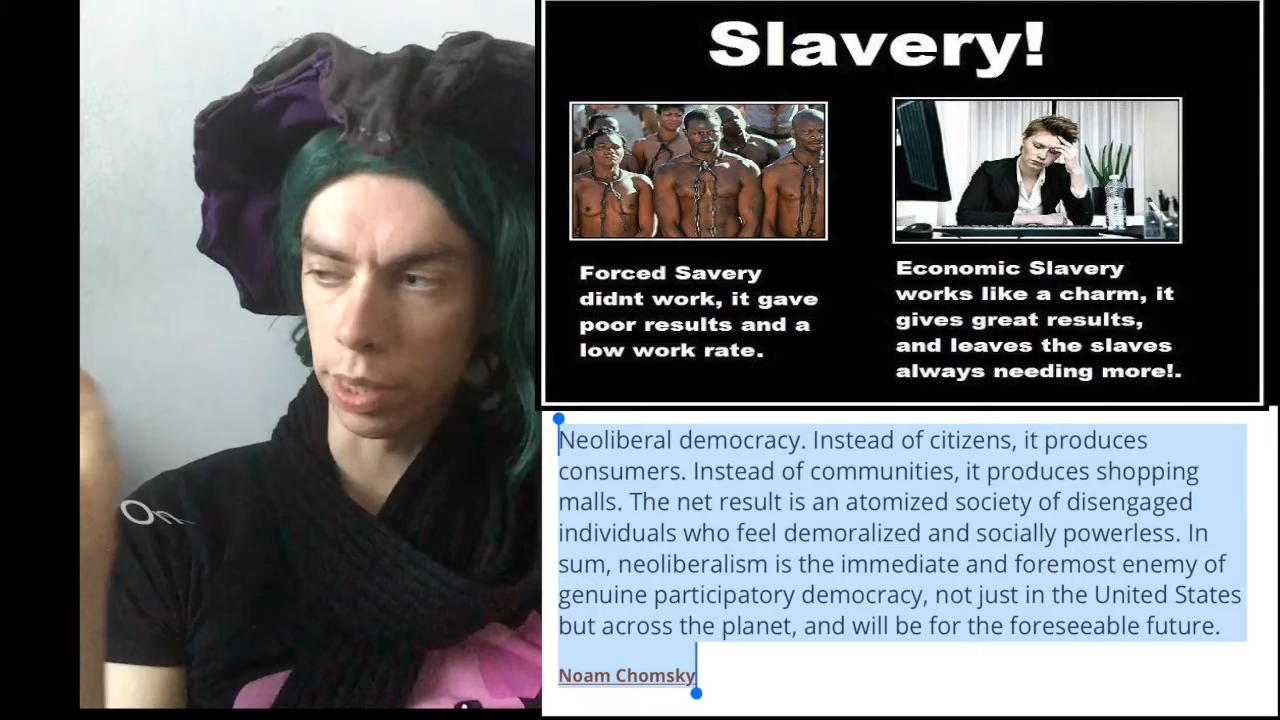 Slavery!
Forced Savery
didnt work, it gave
poor results and a
low work rate.
Economic Slavery
works like a charm, it
gives great results,
and leaves the slaves
always needing more!.
Neoliberal democracy. Instead of citizens, it produces
consumers. Instead of communities, it produces shopping
malls. The net result is an atomized society of disengaged
individuals who feel demoralized and socially powerless. In
sum, neoliberalism is the immediate and foremost enemy of
genuine participatory democracy, not just in the United States
but across the planet, and will be for the foreseeable future.
Noam Chomsky